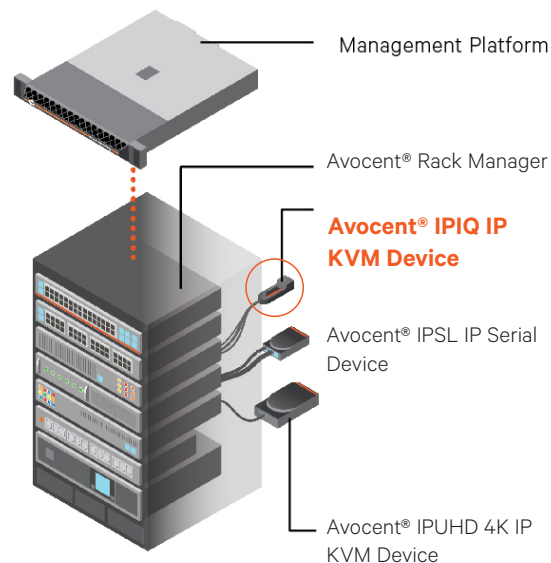 Management Platform
Avocent® Rack Manager
Avocent® IPIQ IP
KVM Device
Avocent® IPSL IP Serial
Device
Avocent® IPUHD 4K IP
KVM Device